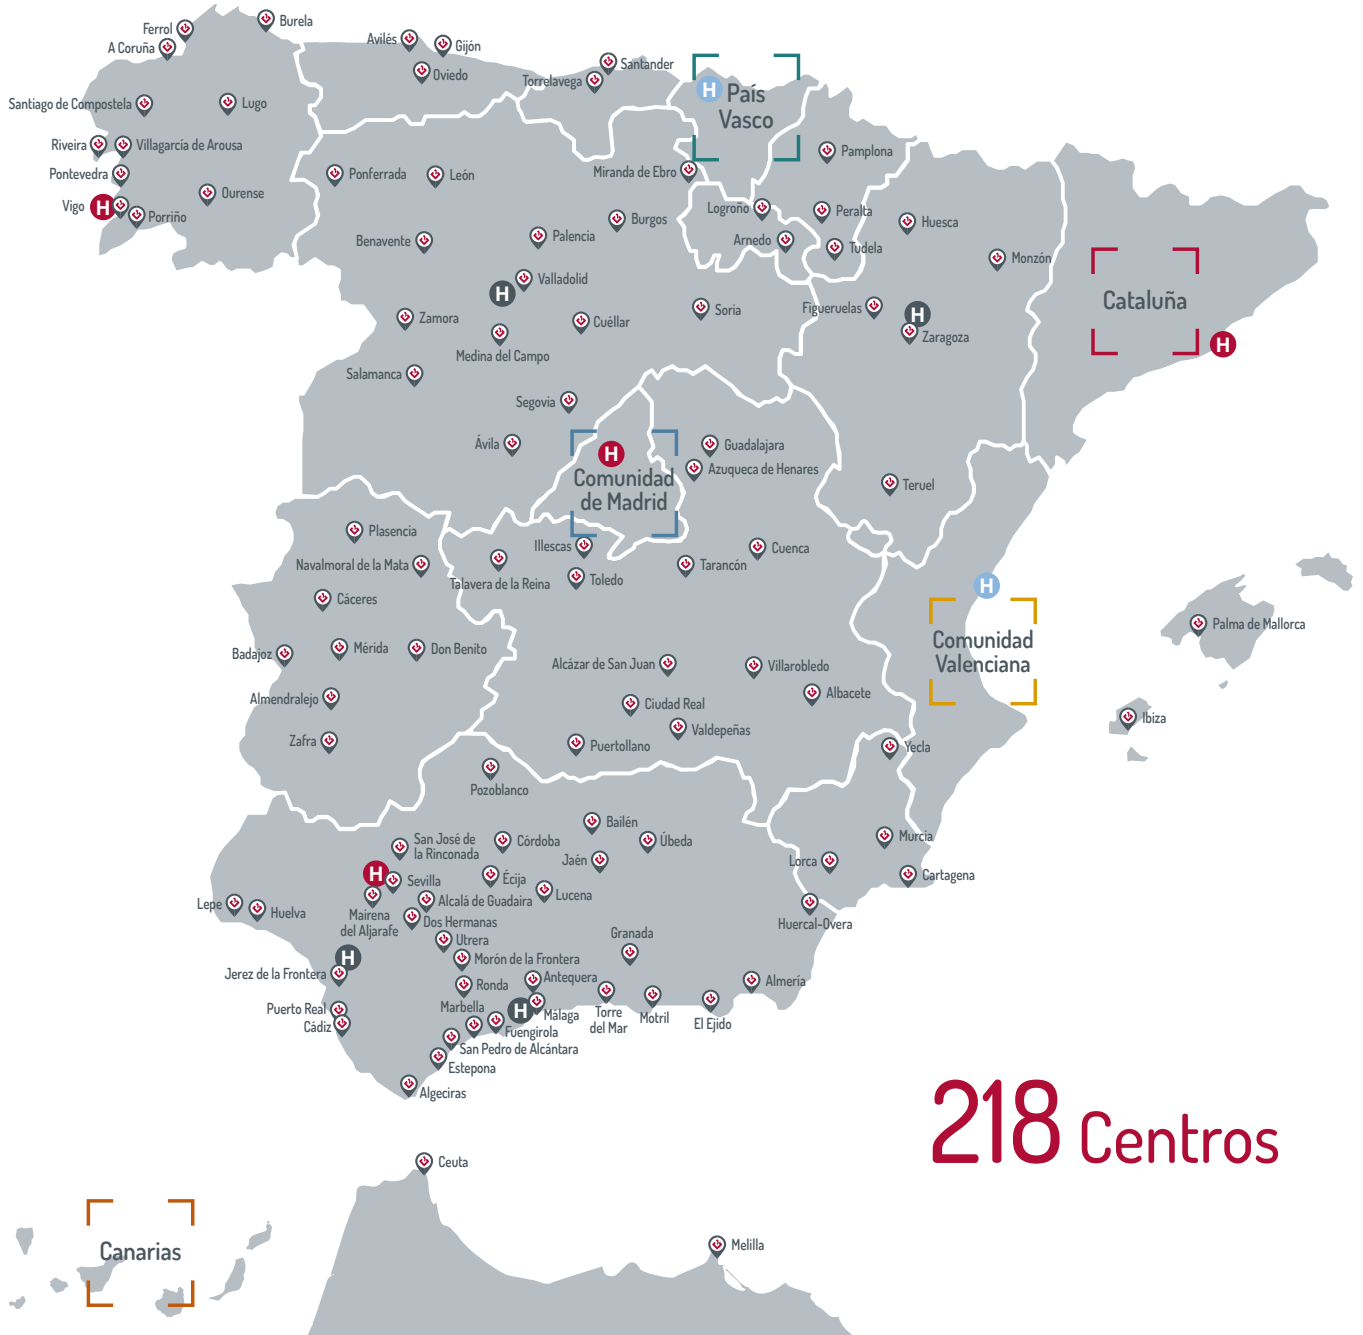 Burela
Ferrol
A Coruña
Avilés
Gijón
Oviedo
Santander
Torrelavega
H
País
Vasco
Santiago de Compostela
Lugo
Riveira
Villagarcía de Arousa
Pamplona
Pontevedra
Ponferrada
León
Miranda de Ebro
Ourense
Vigo
H
Porriño
Logroño
Peralta
Burgos
Huesca
Benavente
Palencia
Arnedo
Tudela
Monzón
Valladolid
H
Cataluña
Zamora
Cuéllar
Soria
Figueruelas
H
Zaragoza
H
Medina del Campo
Salamanca
Segovia
Ávila
H
Comunidad
de Madrid
Guadalajara
Azuqueca de Henares
Teruel
Plasencia
Navalmoral de la Mata
Illescas
Talavera de la Reina
Toledo
Tarancón
Cuenca
H
Cáceres
Comunidad
Valenciana
Palma de Mallorca
Badajoz
Mérida
Don Benito
Alcázar de San Juan
Villarobledo
Almendralejo
Ciudad Real
Albacete
Ibiza
Valdepeñas
Zafra
Puertollano
Yecla
Pozoblanco
Bailén
San José de
la Rinconada
Córdoba
Úbeda
Murcia
Jaén
Lorca
H
Sevilla
Écija
Cartagena
Lucena
Lepe
Huelva
Mairena
del Aljarafe
Alcalá de Guadaira
Dos Hermanas
Huercal-Overa
Utrera
Granada
H
Jerez de la Frontera
Morón de la Frontera
Ronda
Antequera
Almería
Puerto Real
Cádiz
Marbella
H
Málaga
Fuengirola
Torre
del Mar
Motril
El Ejido
San Pedro de Alcántara
Estepona
Algeciras
218 Centros
Ceuta
Canarias
Melilla